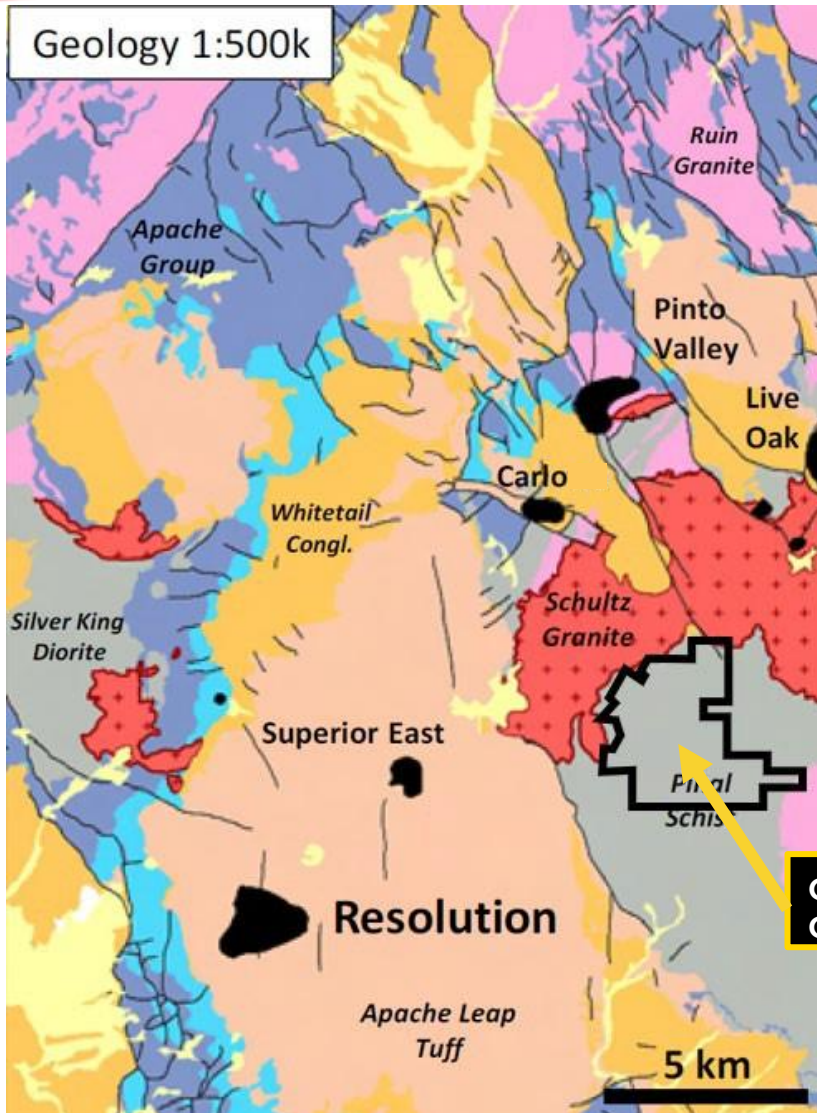 Geology 1:500k
Ruin
Granite
Apache
Group
Pinto
Valley
Live
Oak
Carlo
Whitetail
Congl.
Schultz
Granite
Silver King
Diorite
Superior East
Schis
Resolution
Apache Leap
Tuff
5 km